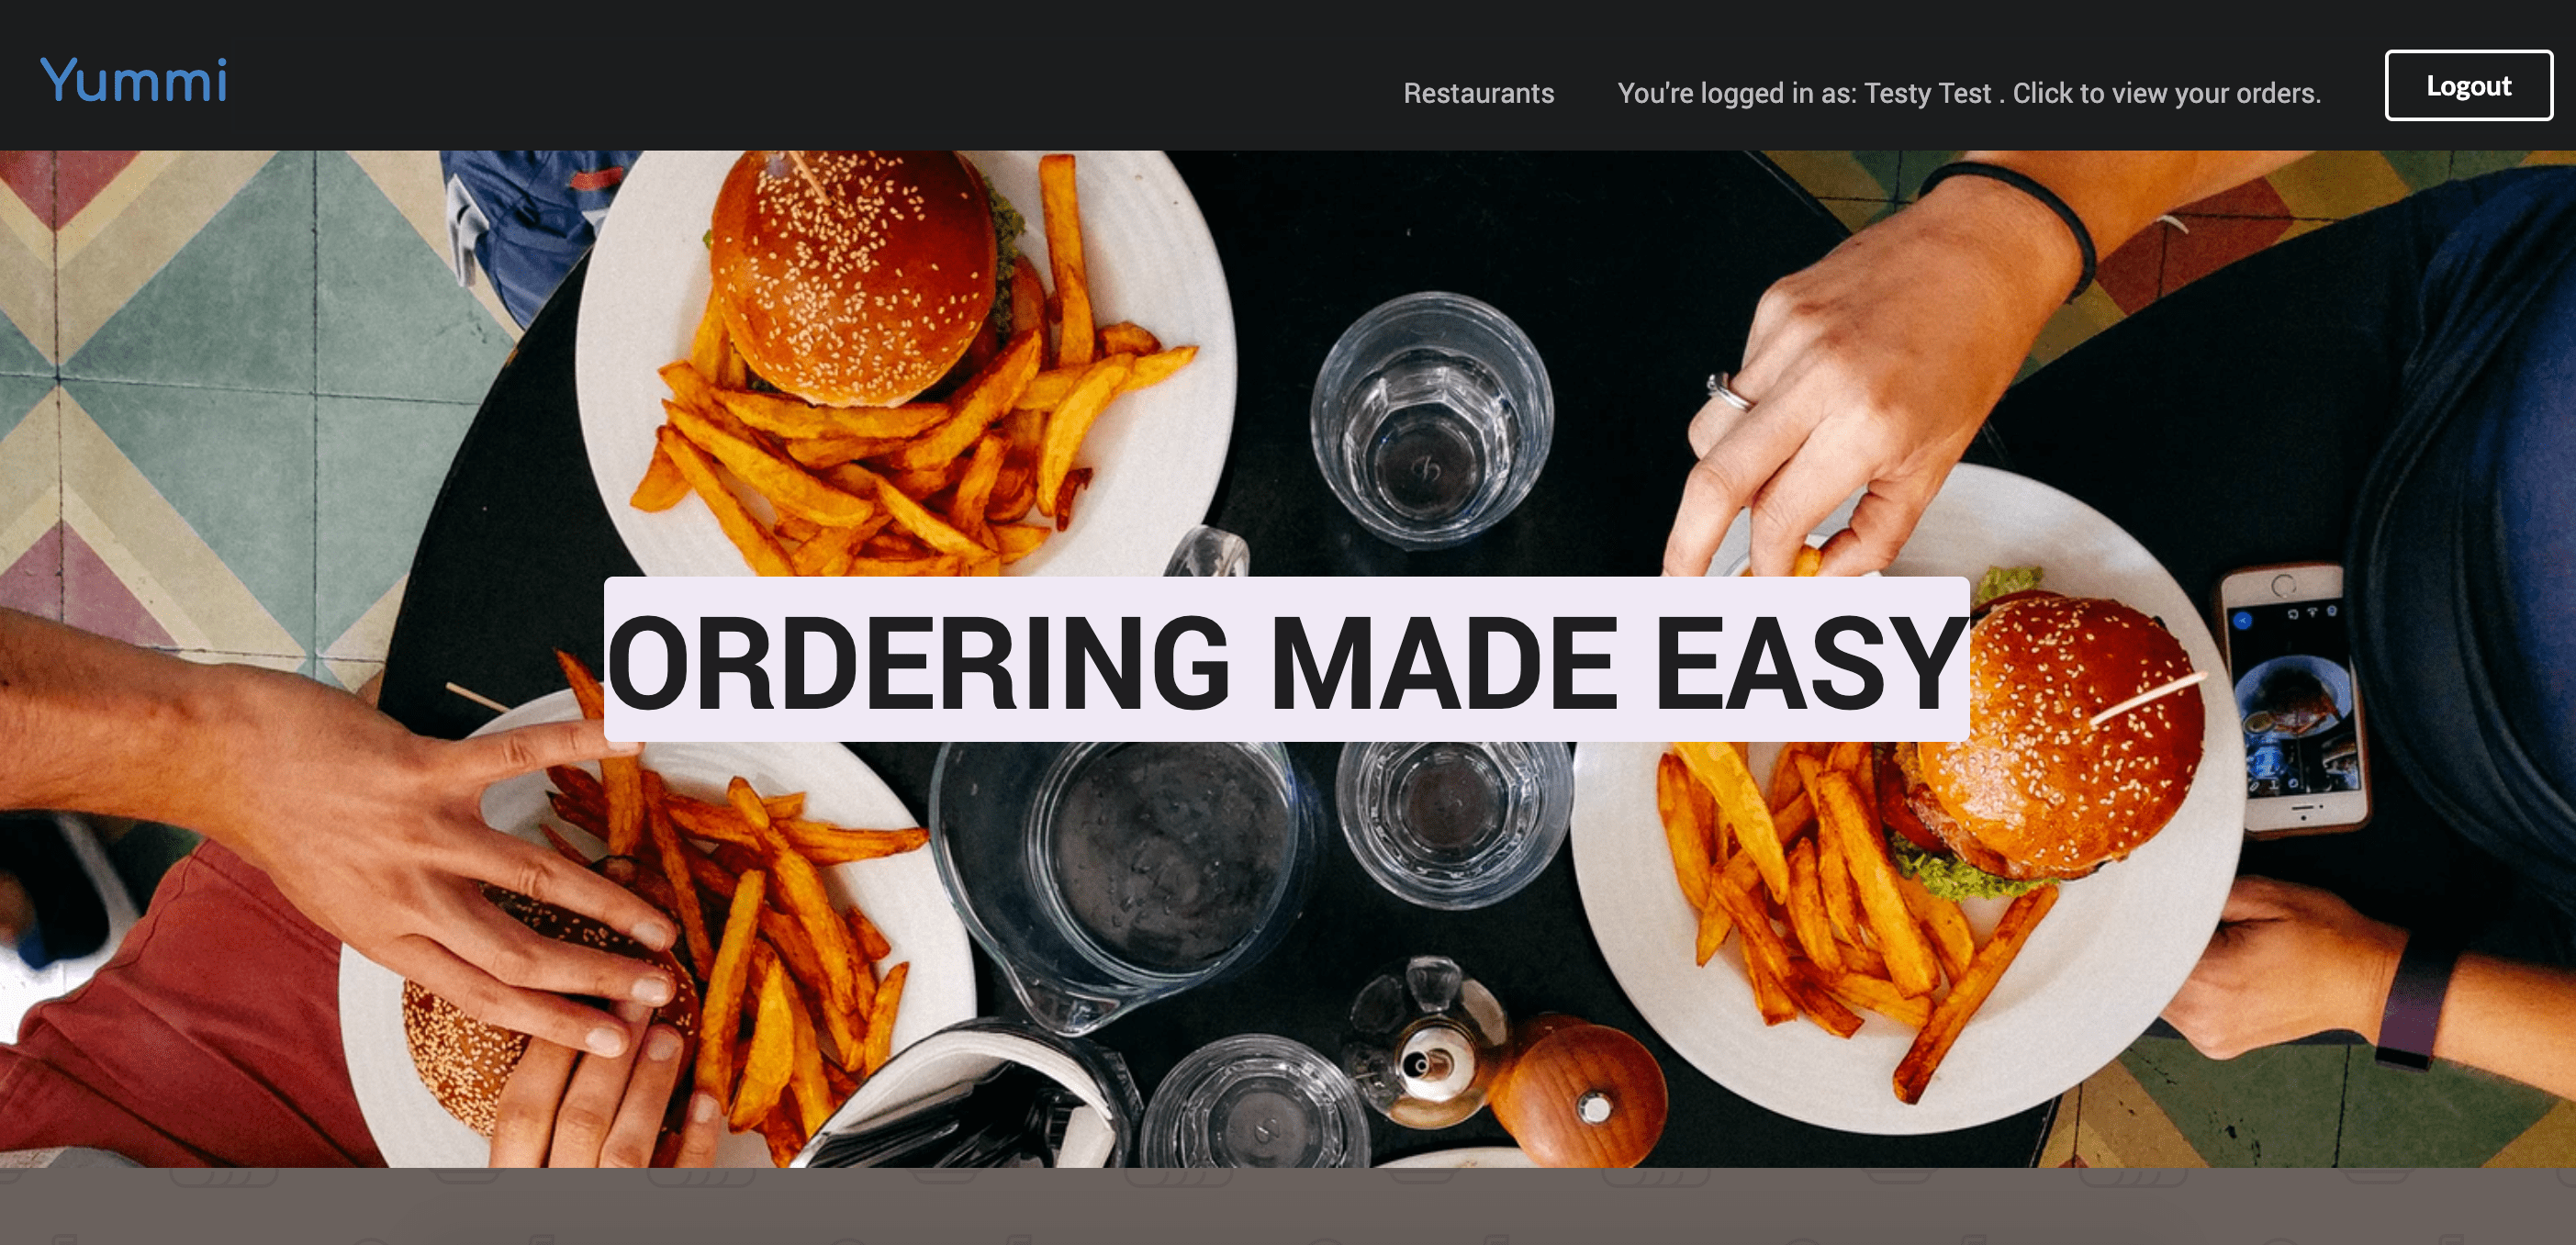 Yummi
Restaurants
You're logged in as: Testy Test . Click to view your orders.
Logout
ORDERING MADE EASY